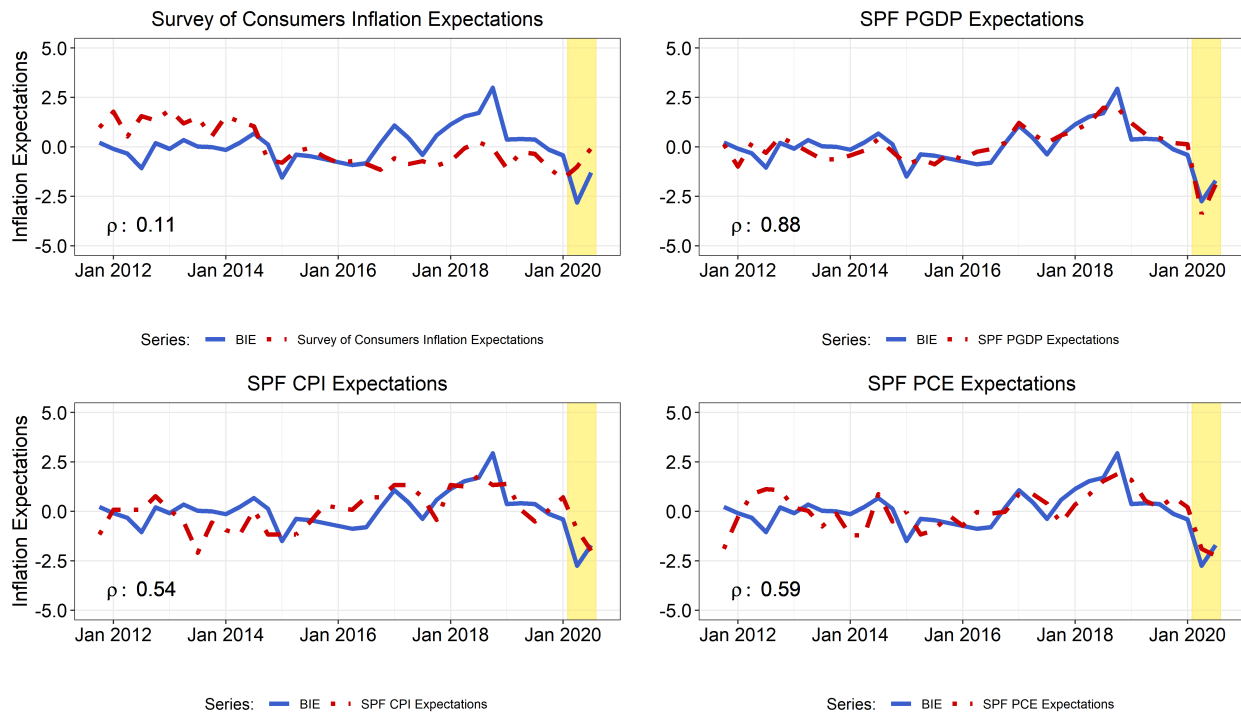 Survey of Consumers Inflation Expectations
SPF PGDP Expectations
Inflation Expectations
5.0
2.5
0.0
-2.5
-5.0
ρ: 0.11
Jan 2012 Jan 2014 Jan 2016 Jan 2018 Jan 2020
5.0
2.5
0.0
-2.5
-5.0
ρ: 0.88
Jan 2012 Jan 2014 Jan 2016 Jan 2018 Jan 2020
Series: BIE Survey of Consumers Inflation Expectations
Series: BIE SPF PGDP Expectations
SPF CPI Expectations
SPF PCE Expectations
Inflation Expectations
5.0
2.5
0.0
-2.5
-5.0
ρ: 0.54
Jan 2012 Jan 2014 Jan 2016 Jan 2018 Jan 2020
5.0
2.5
0.0
-2.5
-5.0
ρ: 0.59
Jan 2012 Jan 2014 Jan 2016 Jan 2018 Jan 2020
Series: BIE SPF CPI Expectations
Series: BIE SPF PCE Expectations